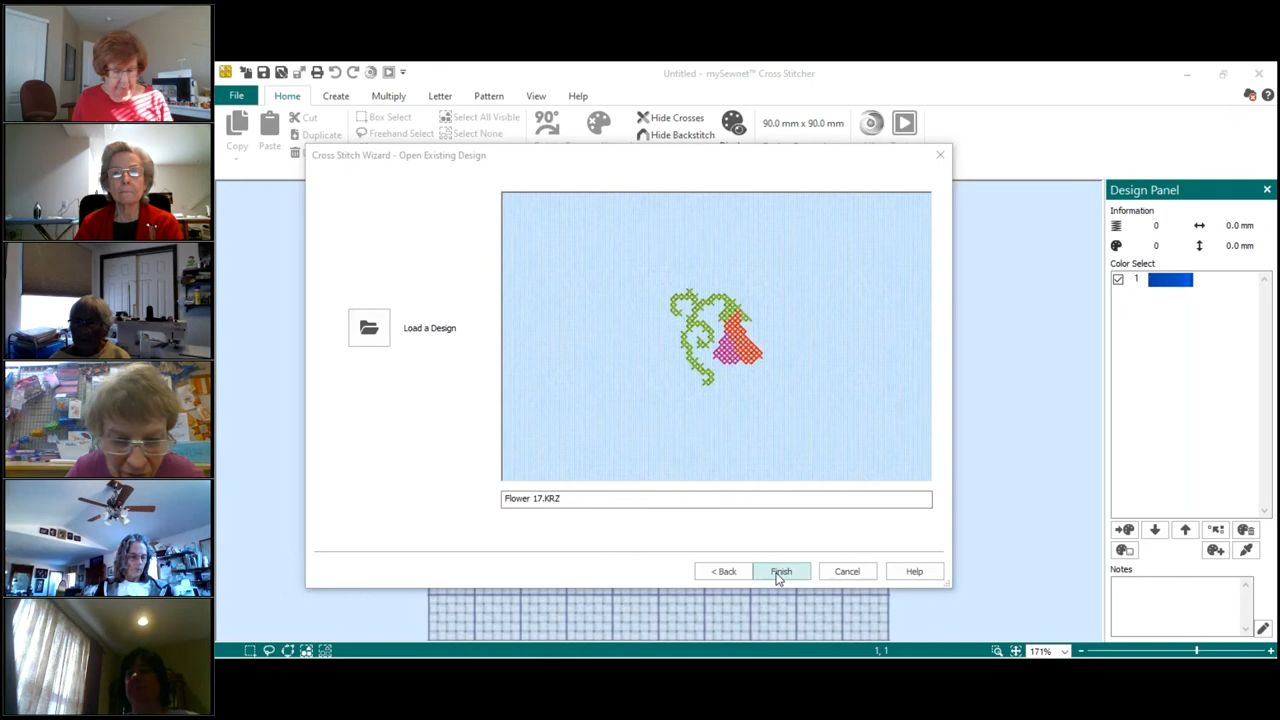 Untitled - mySewnet™ Cross Stitcher
File Home Create Multiply Letter Pattern View Help
Copy
Paste
Cut
Duplicate
Box Select
Freehand Select
Select All Visible
Select None
90°
Hide Crosses
Hide Backstitch
90.0 mm x 90.0 mm
Cross Stitch Wizard - Open Existing Design
Load a Design
Flower 17.KRZ
< Back Finish Cancel Help
Design Panel
Information
0 0.0 mm
0 0.0 mm
Color Select
1
Notes
1, 1
171%